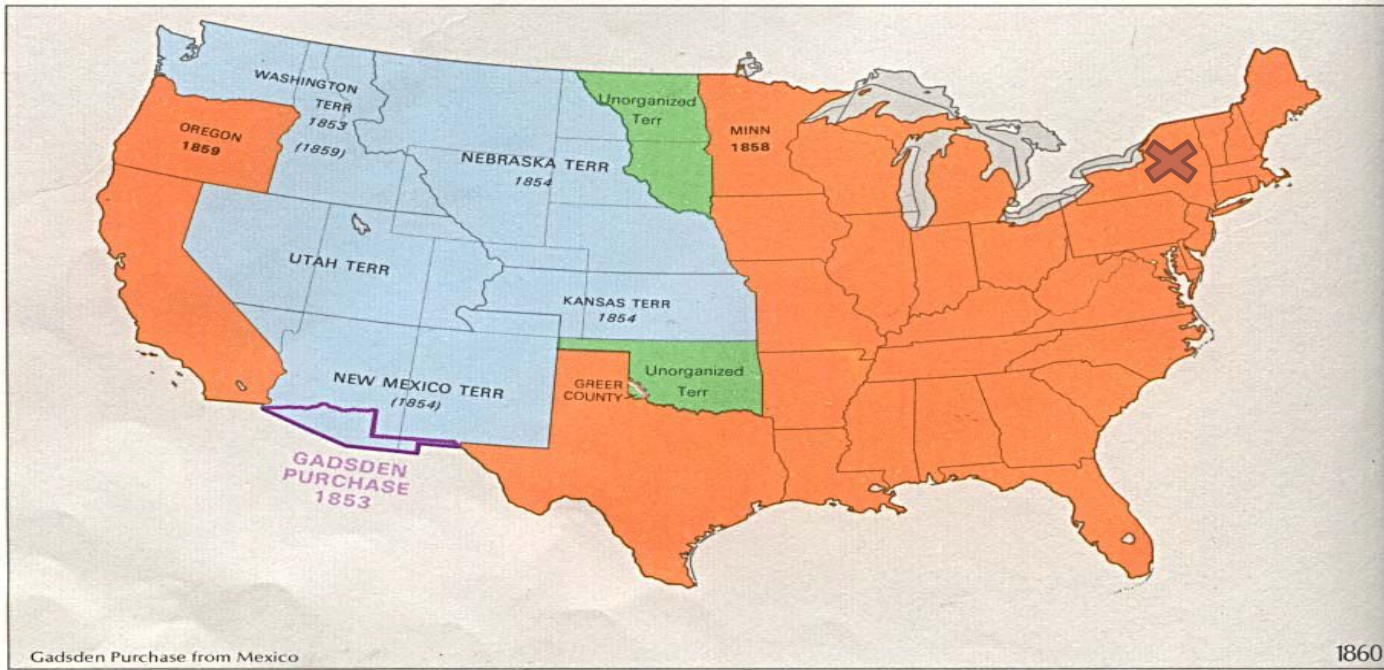 WASHINGTON
TERR
1853
(1859)
OREGON
1859
NEBRASKA TERR
1854
Unorganized
Terr
MINN
1858
UTAH TERR
KANSAS TERR
1854
NEW MEXICO TERR
(1854)
GREER
COUNTY
Unorganized
Terr
GADSDEN
PURCHASE
1853
Gadsden Purchase from Mexico
1860